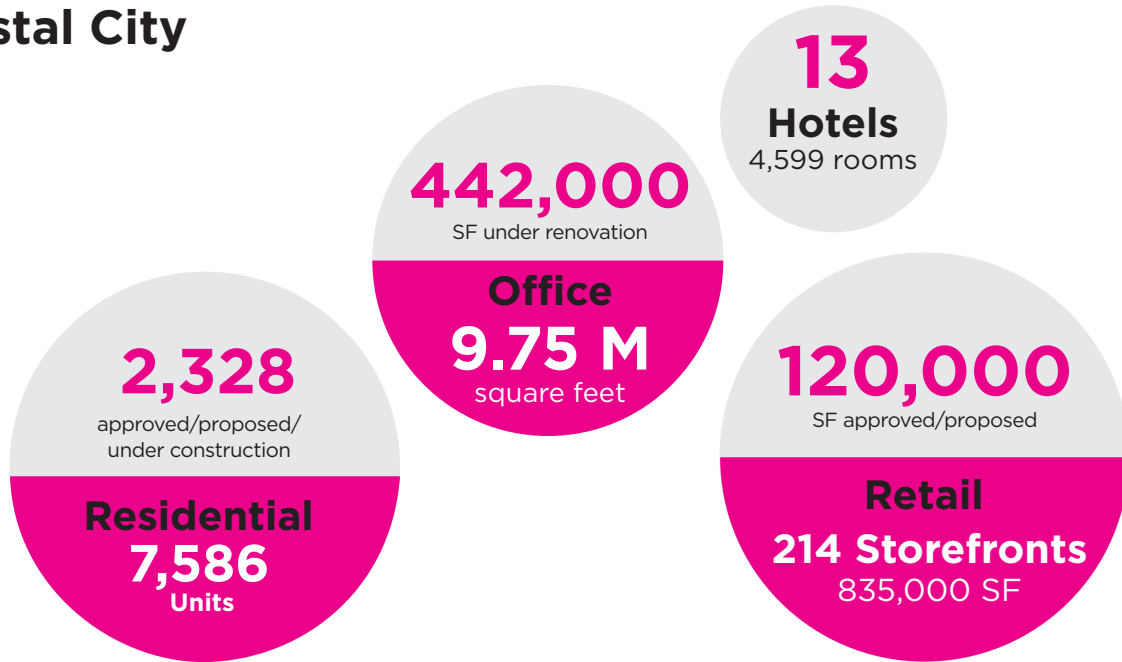 stal City
13
Hotels
4,599 rooms
442,000
SF under renovation
Office
9.75 M
square feet
2,328
approved/proposed/
under construction
Residential
7,586
Units
120,000
SF approved/proposed
Retail
214 Storefronts
835,000 SF